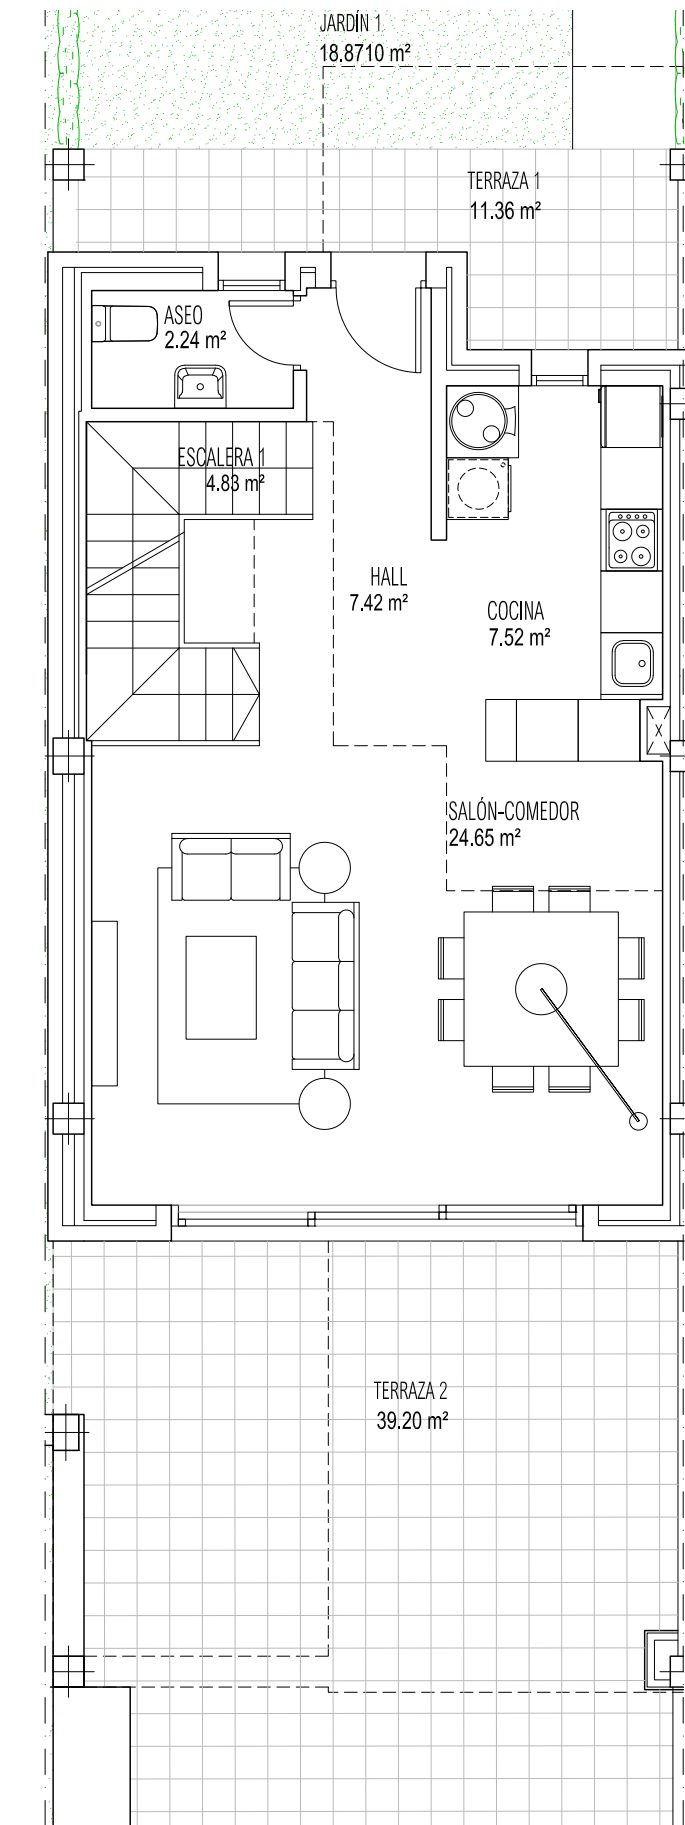 JARDÍN 1
18.8710 m²
TERRAZA 1
11.36 m²
ASEO
2.24 m²
ESCALERA 1
4.83 m²
HALL
7.42 m²
COCINA
7.52 m²
SALÓN-COMEDOR
24.65 m²
TERRAZA 2
39.20 m²